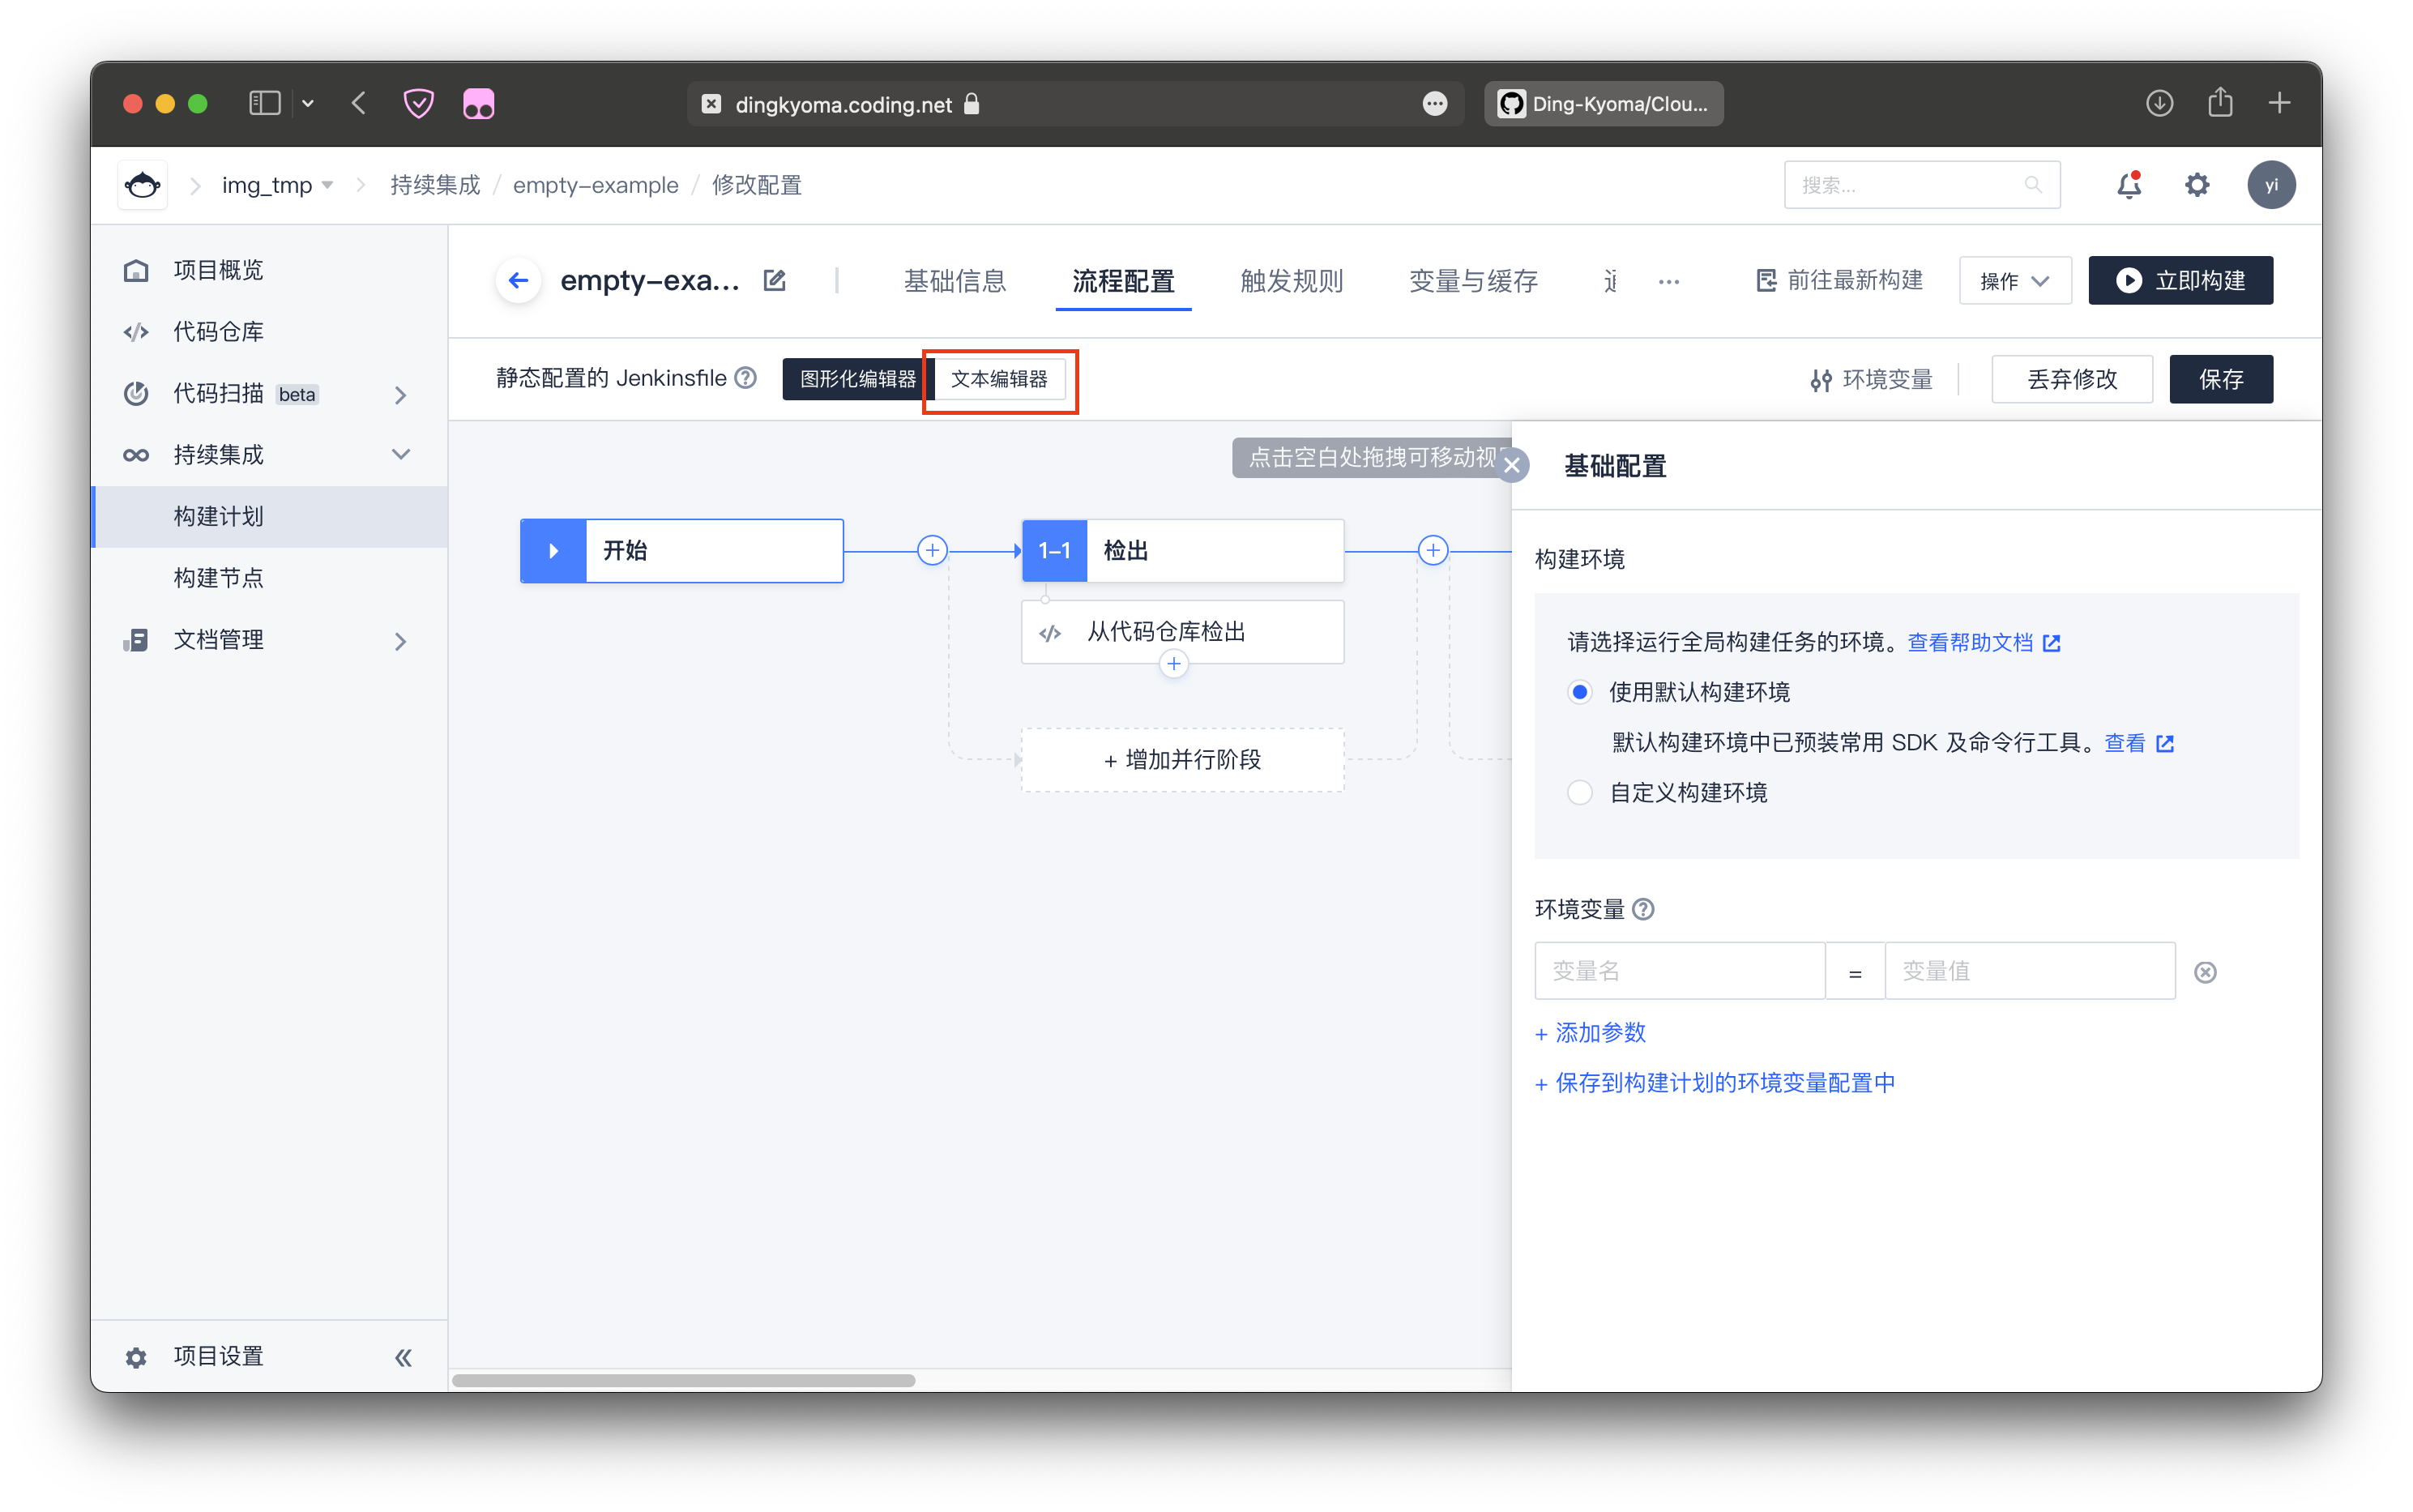 dingkyoma.coding.net
Ding-Kyoma/Clou...
img_tmp
持续集成 / empty-example / 修改配置
搜索...
yi
项目概览
代码仓库
代码扫描 beta
持续集成
构建计划
构建节点
文档管理
项目设置
empty-exa...
基础信息
流程配置
触发规则
变量与缓存
...
前往最新构建
操作
立即构建
静态配置的 Jenkinsfile
图形化编辑器
文本编辑器
环境变量
丢弃修改
保存
点击空白处拖拽可移动视
开始
1-1 检出
从代码仓库检出
+ 增加并行阶段
基础配置
构建环境
请选择运行全局构建任务的环境。查看帮助文档
使用默认构建环境
默认构建环境中已预装常用 SDK 及命令行工具。查看
自定义构建环境
环境变量
变量名 = 变量值
+ 添加参数
+ 保存到构建计划的环境变量配置中